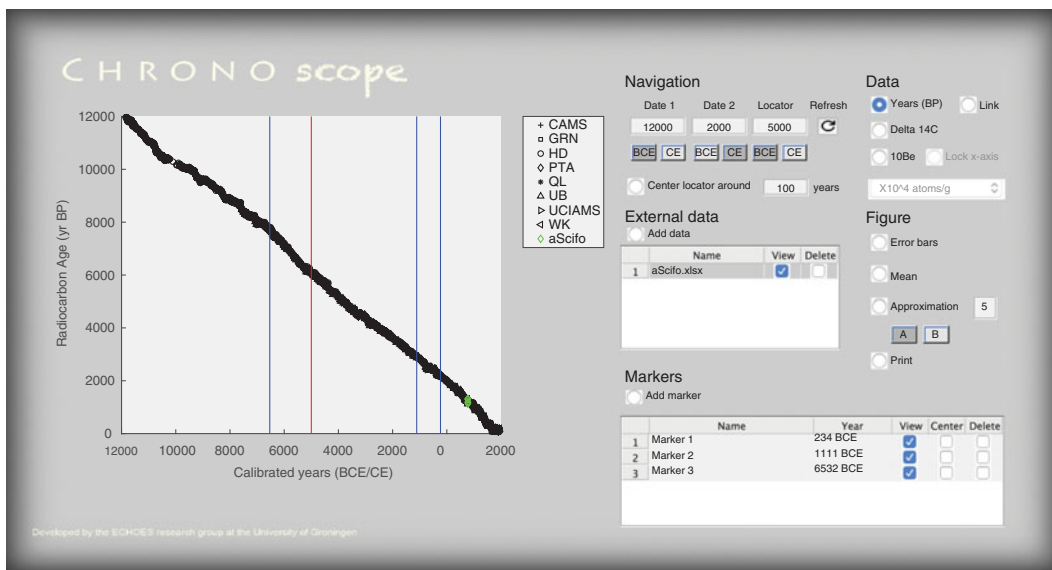 CHRONO scope
12000
10000
8000
6000
4000
2000
0
Radiocarbon Age (yr BP)
12000 10000 8000 6000 4000 2000 0 2000
Calibrated years (BCE/CE)
CAMS
GRN
HD
PTA
QL
UB
UCIAMS
WK
aScifo
Navigation
Date 1 Date 2 Locator Refresh
12000 2000 5000
BCE CE BCE CE BCE CE
Center locator around 100 years
External data
Add data
Name View Delete
1 aScifo.xlsx
Markers
Add marker
Name Year View Center Delete
1 Marker 1 234 BCE
2 Marker 2 1111 BCE
3 Marker 3 6532 BCE
Data
Years (BP) Link
Delta 14C
10Be Lock x-axis
X10^4 atoms/g
Figure
Error bars
Mean
Approximation 5
A B
Print
Developed by the ECHOES research group at the University of Groningen